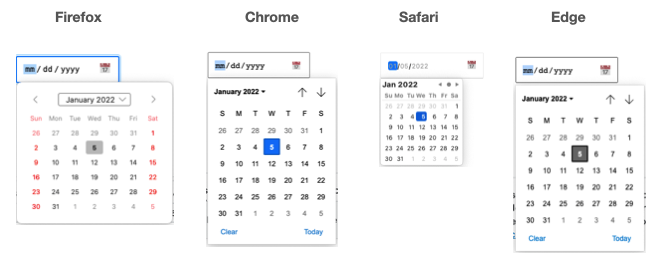 Firefox
Chrome
Safari
Edge
mm / dd / yyyy
January 2022
Sun Mon Tue Wed Thu Fri Sat
26 27 28 29 30 31 1
2 3 4 5 6 7 8
9 10 11 12 13 14 15
16 17 18 19 20 21 22
23 24 25 26 27 28 29
30 31 1 2 3 4 5
mm/dd/yyyy
January 2022
S M T W T F S
26 27 28 29 30 31 1
2 3 4 5 6 7 8
9 10 11 12 13 14 15
16 17 18 19 20 21 22
23 24 25 26 27 28 29
30 31 1 2 3 4 5
Clear Today
01/05/2022
Jan 2022
Su Mo Tu We Th Fr Sa
26 27 28 29 30 31 1
2 3 4 5 6 7 8
9 10 11 12 13 14 15
16 17 18 19 20 21 22
23 24 25 26 27 28 29
30 31 1 2 3 4 5
mm/dd/yyyy
January 2022
S M T W T F S
26 27 28 29 30 31 1
2 3 4 5 6 7 8
9 10 11 12 13 14 15
16 17 18 19 20 21 22
23 24 25 26 27 28 29
30 31 1 2 3 4 5
Clear Today